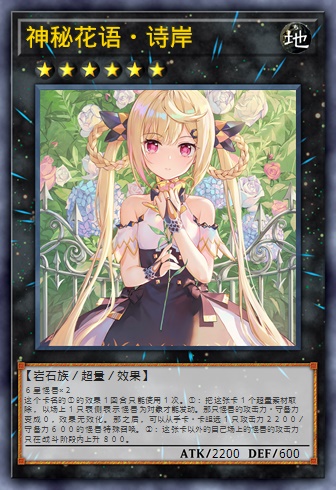 神秘花语·诗岸
地
【岩石族／超量／效果】
6星怪兽×2
这个卡名的①的效果1回合只能使用1次。①：把这张卡1个超量素材取
除，以场上1只表侧表示怪兽为对象才能发动。那只怪兽的攻击力·守备力
变成0，效果无效化。那之后，可以从手卡·卡组选1只攻击力2200／
守备力600的怪兽特殊召唤。②：这张卡以外的自己场上的怪兽的攻击力
只在战斗阶段内上升800。
ATK/2200 DEF/600